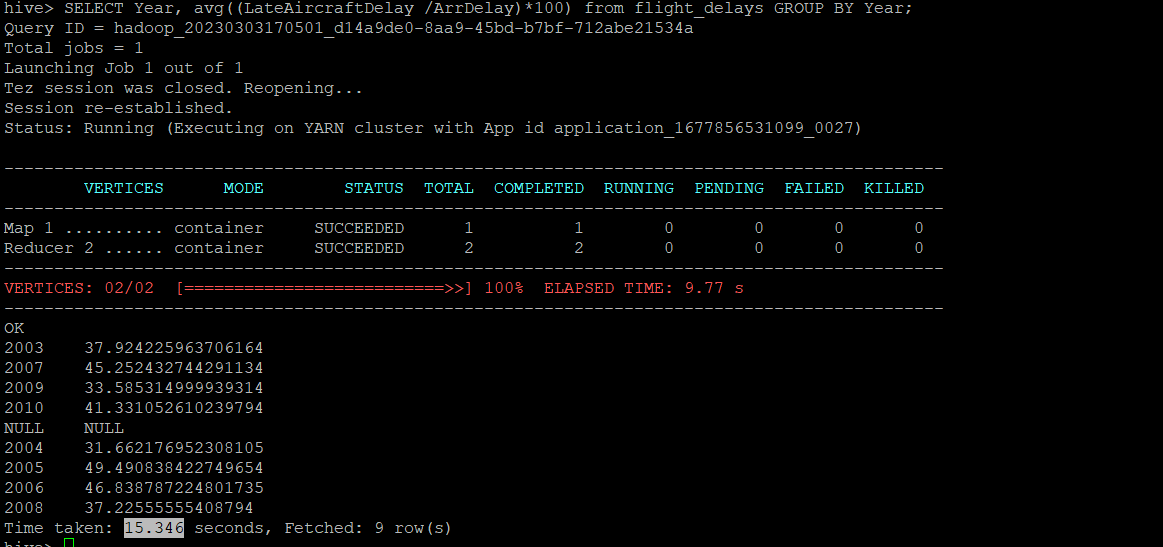 hive> SELECT Year, avg((LateAircraftDelay /ArrDelay)*100) from flight_delays GROUP BY Year;
Query ID = hadoop_20230303170501_d14a9de0-8aa9-45bd-b7bf-712abe21534a
Total jobs = 1
Launching Job 1 out of 1
Tez session was closed. Reopening...
Session re-established.
Status: Running (Executing on YARN cluster with App id application_1677856531099_0027)
----------------------------------------------------------------------------------------------
        VERTICES      MODE        STATUS  TOTAL  COMPLETED  RUNNING  PENDING  FAILED  KILLED
----------------------------------------------------------------------------------------------
Map 1 .......... container     SUCCEEDED      1          1        0        0       0       0
Reducer 2 ...... container     SUCCEEDED      2          2        0        0       0       0
----------------------------------------------------------------------------------------------
VERTICES: 02/02  [==========================>>] 100%  ELAPSED TIME: 9.77 s
----------------------------------------------------------------------------------------------
OK
2003    37.924225963706164
2007    45.252432744291134
2009    33.585314999939314
2010    41.331052610239794
NULL    NULL
2004    31.662176952308105
2005    49.490838422749654
2006    46.838787224801735
2008    37.22555555408794
Time taken: 15.346 seconds, Fetched: 9 row(s)
hive>